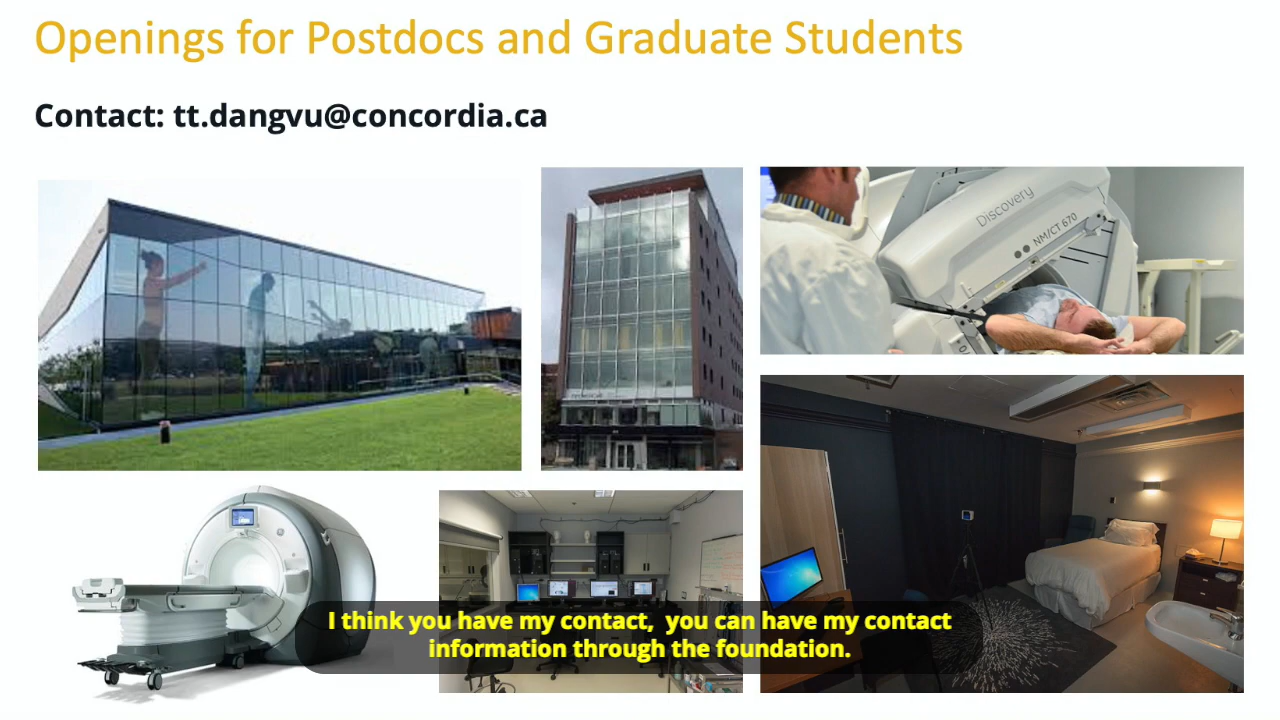 Openings for Postdocs and Graduate Students
Contact: tt.dangvu@concordia.ca
Discovery
NM/CT 670
I think you have my contact, you can have my contact
information through the foundation.